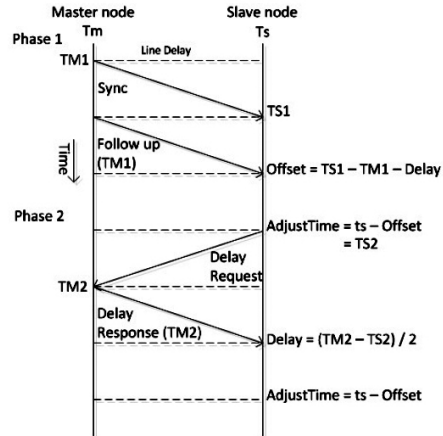 Master node
Slave node
Tm
Ts
Phase 1
Line Delay
TM1
Sync
TS1
Follow up
(TM1)
Time
Offset = TS1 – TM1 – Delay
Phase 2
AdjustTime = ts – Offset
= TS2
Delay
Request
TM2
Delay
Response (TM2)
Delay = (TM2 – TS2) / 2
AdjustTime = ts – Offset